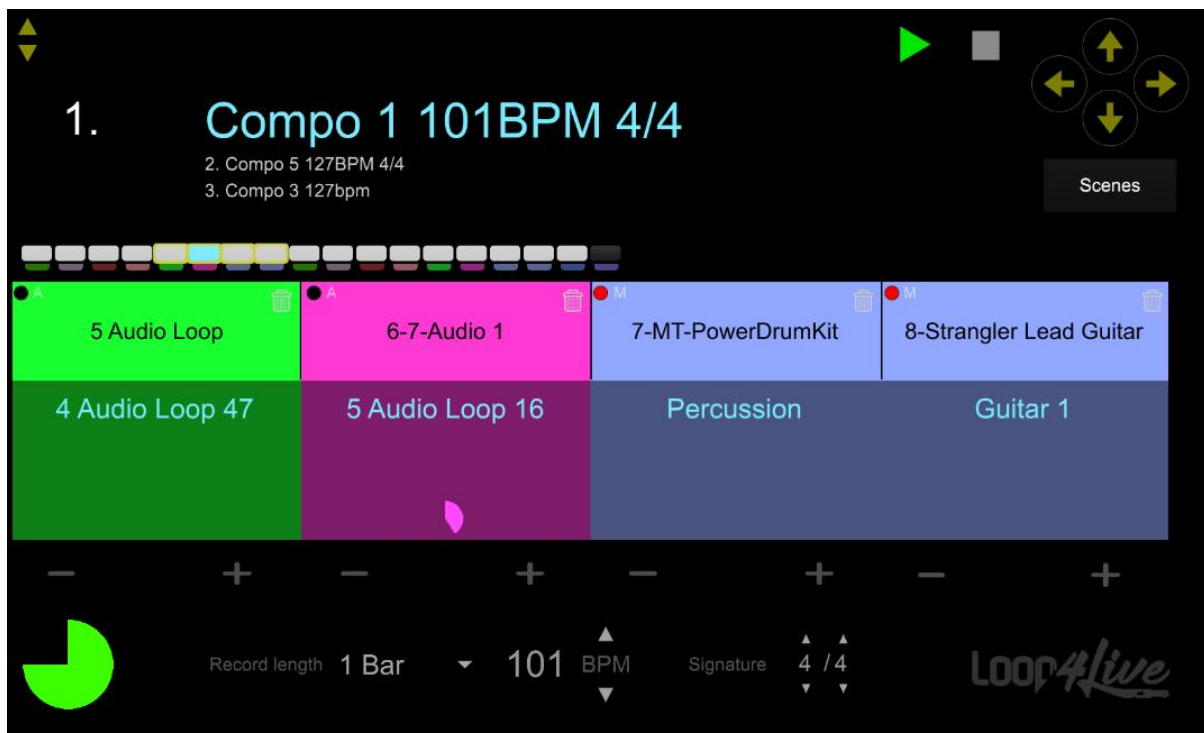 1. Compo 1 101BPM 4/4
2. Compo 5 127BPM 4/4
3. Compo 3 127bpm
Scenes
A A M M
5 Audio Loop 6-7-Audio 1 7-MT-PowerDrumKit 8-Strangler Lead Guitar
4 Audio Loop 47 5 Audio Loop 16 Percussion Guitar 1
Record length 1 Bar 101 BPM Signature 4 / 4
Loop4Live